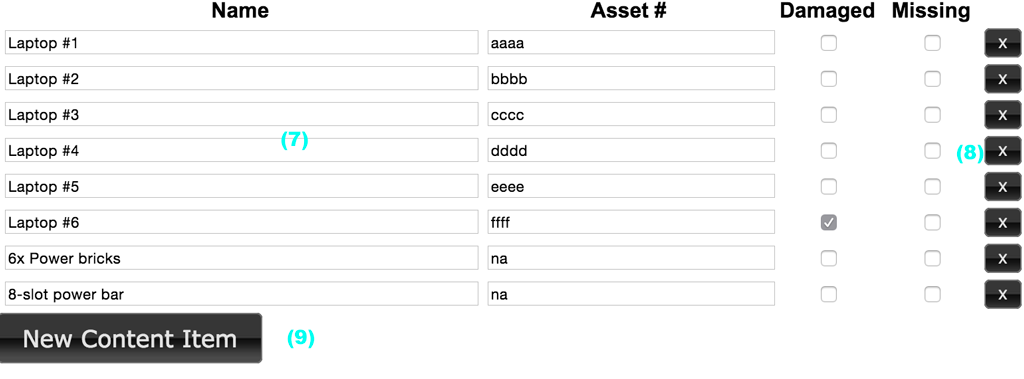 Name Asset # Damaged Missing
Laptop #1 aaaa X
Laptop #2 bbbb X
Laptop #3 cccc X
(7)
Laptop #4 dddd (8) X
Laptop #5 eeee X
Laptop #6 ffff X
6x Power bricks na X
8-slot power bar na X
New Content Item (9)